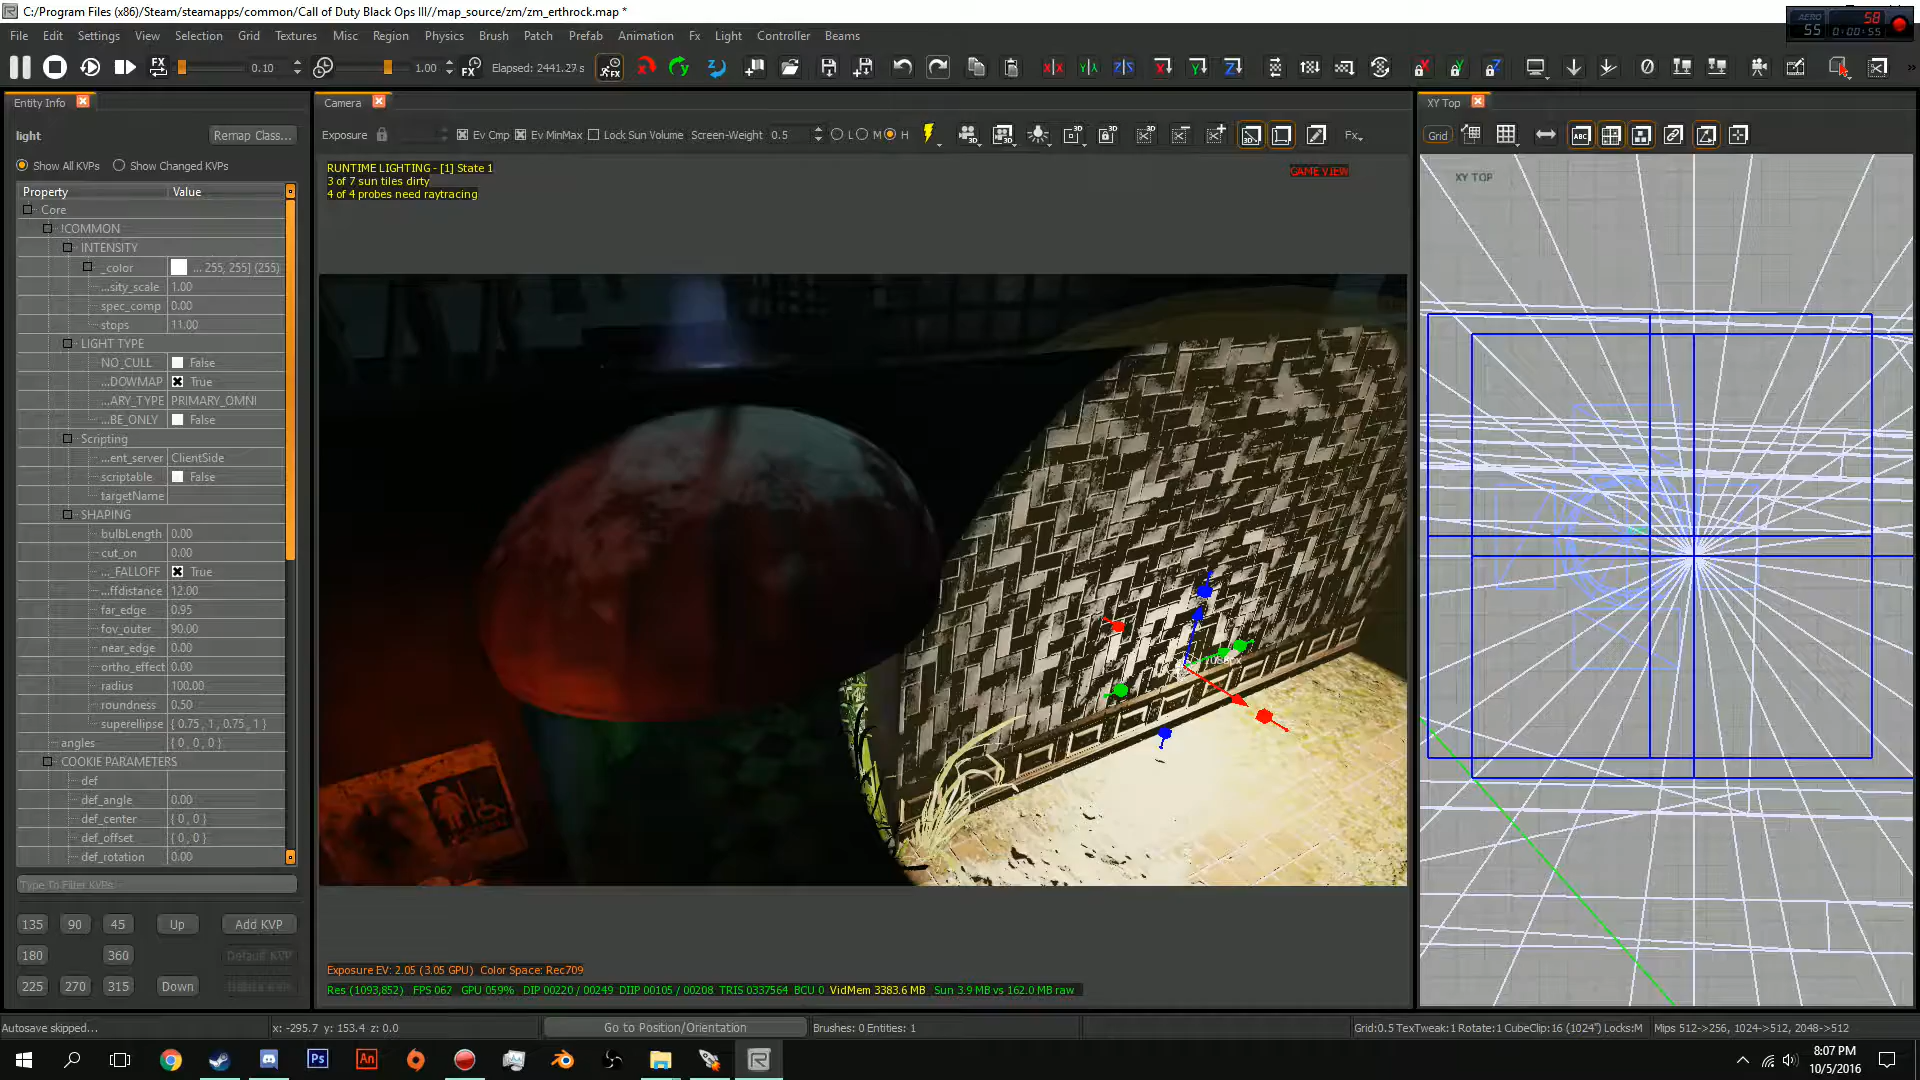 C:/Program Files (x86)/Steam/steamapps/common/Call of Duty Black Ops III//map_source/zm/zm_erthrock.map *
AERO 55 58 0:00:55
File Edit Settings View Selection Grid Textures Misc Region Physics Brush Patch Prefab Animation Fx Light Controller Beams
FX 0.10 1.00 FX Elapsed: 2441.27s
Entity Info
Camera
XY Top
light Remap Class...
Exposure Ev Cmp Ev MinMax Lock Sun Volume Screen-Weight 0.5 L M H Fx
Grid
Show All KVPs Show Changed KVPs
RUNTIME LIGHTING - [1] State 1
3 of 7 sun tiles dirty
4 of 4 probes need raytracing
GAME VIEW
XY TOP
Property Value
Core
!COMMON
INTENSITY
_color ... 255, 255] (255)
...sity_scale 1.00
spec_comp 0.00
stops 11.00
LIGHT TYPE
NO_CULL False
...DOWMAP True
...ARY_TYPE PRIMARY_OMNI
...BE_ONLY False
Scripting
...ent_server ClientSide
scriptable False
targetName
SHAPING
bulbLength 0.00
cut_on 0.00
..._FALLOFF True
...ffdistance 12.00
far_edge 0.95
fov_outer 90.00
near_edge 0.00
ortho_effect 0.00
radius 100.00
roundness 0.50
superellipse { 0.75 , 1 , 0.75 , 1 }
angles { 0 , 0 , 0 }
COOKIE PARAMETERS
def
def_angle 0.00
def_center { 0 , 0 }
def_offset { 0 , 0 }
def_rotation 0.00
Type To Filter KVPs
135 90 45 Up Add KVP
180 360 Default KVP
225 270 315 Down
Exposure EV: 2.05 (3.05 GPU) Color Space: Rec709
Res (1093,852) FPS 062 GPU 059% DIP 00220 / 00249 DIIP 00105 / 00208 TRIS 0337564 BCU 0 VidMem 3383.6 MB Sun 3.9 MB vs 162.0 MB raw
Autosave skipped... x: -295.7 y: 153.4 z: 0.0 Go to Position/Orientation Brushes: 0 Entities: 1 Grid:0.5 TexTweak:1 Rotate:1 CubeClip:16 (1024") Locks:M Mips 512->256, 1024->512, 2048->512
Ps An
8:07 PM
10/5/2016